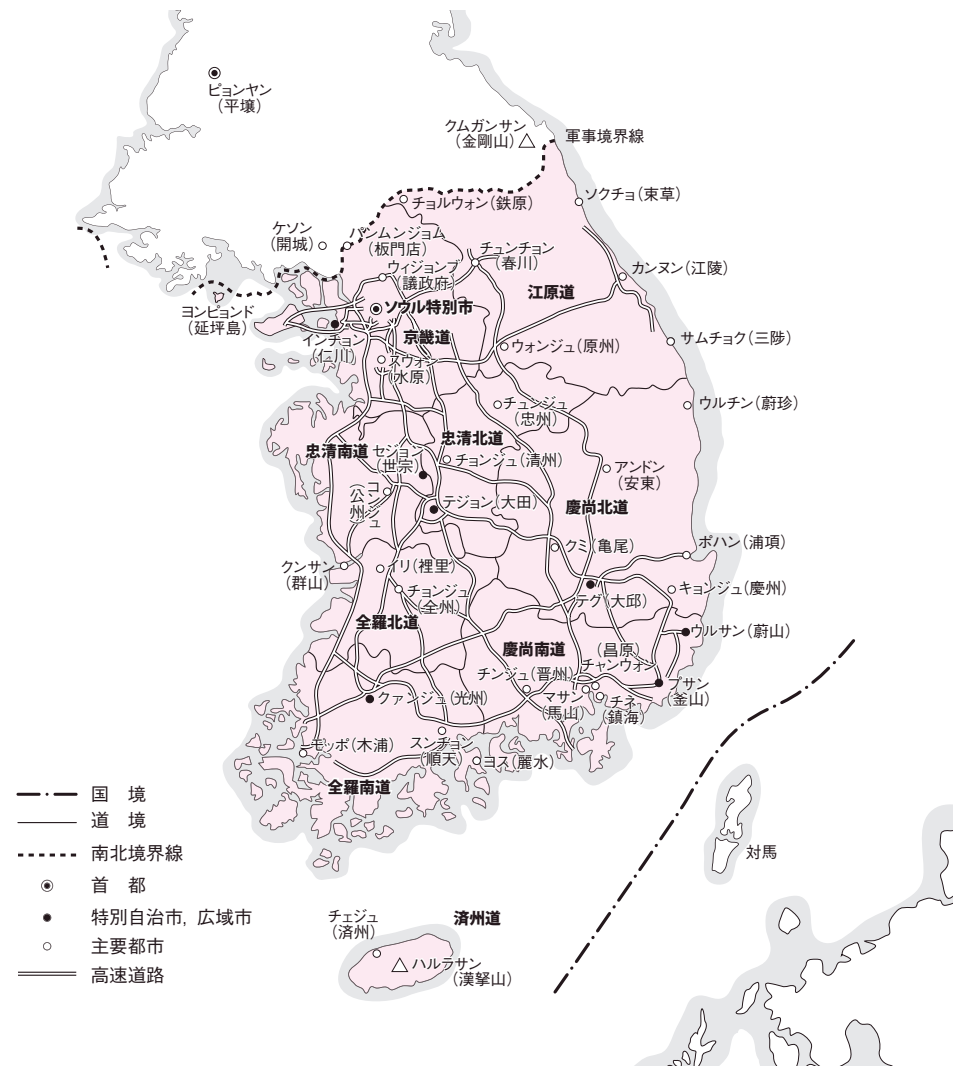 ピョンヤン
（平壌）
クムガンサン
（金剛山）
軍事境界線
チョルウォン（鉄原）
ソクチョ（束草）
ケソン
（開城）
パンムンジョム
（板門店）
チュンチョン
（春川）
ウィジョンブ
（議政府）
カンヌン（江陵）
江原道
ヨンピョンド
（延坪島）
ソウル特別市
インチョン
（仁川）
京畿道
スウォン
（水原）
ウォンジュ（原州）
サムチョク（三陟）
チュンジュ
（忠州）
ウルチン（蔚珍）
忠清南道
セジョン
（世宗）
忠清北道
チョンジュ（清州）
アンドン
（安東）
コンジュ
（公州）
テジョン（大田）
慶尚北道
クミ（亀尾）
ポハン（浦項）
クンサン
（群山）
イリ（裡里）
チョンジュ
（全州）
テグ（大邱）
キョンジュ（慶州）
全羅北道
ウルサン（蔚山）
慶尚南道
（昌原）
チャンウォン
チンジュ（晋州）
マサン
（馬山）
チネ
（鎮海）
プサン
（釜山）
クァンジュ（光州）
モッポ（木浦）
スンチョン
（順天）
ヨス（麗水）
全羅南道
国　境
道　境
南北境界線
首　都
特別自治市，広域市
主要都市
高速道路
対馬
チェジュ
（済州）
済州道
ハルラサン
（漢拏山）